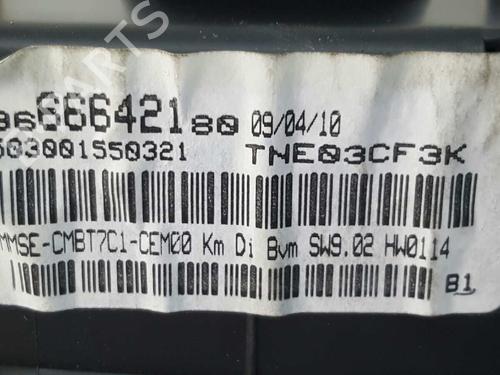 9666642180 09/04/10
503001550321 TNE03CF3K
MMSE-CMBT7C1-CEM00 Km Di Bvm SW9.02 HW0114
B1